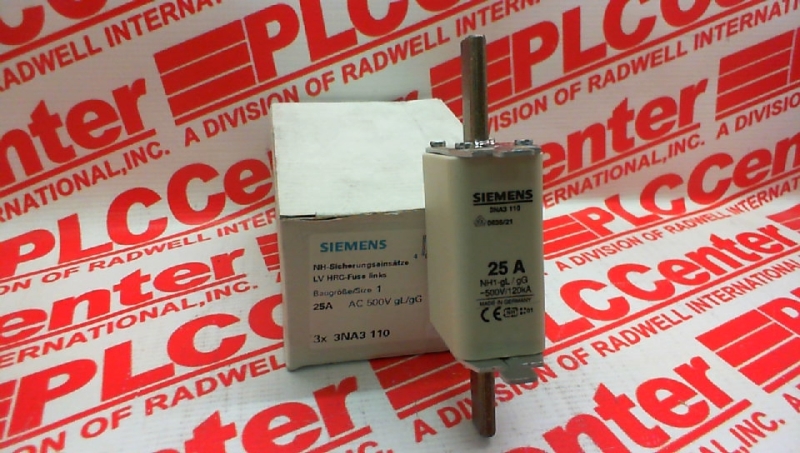 PLCCenter
A DIVISION OF RADWELL INTERNATIONAL, INC.
SIEMENS
NH-Sicherungseinsätze
LV HRC-Fuse links
Baugröße/Size 1
25A AC 500V gL/gG
3x 3NA3 110
SIEMENS
3NA3 110
25 A
NH1-gL/gG
~500V/120kA
MADE IN GERMANY
CE